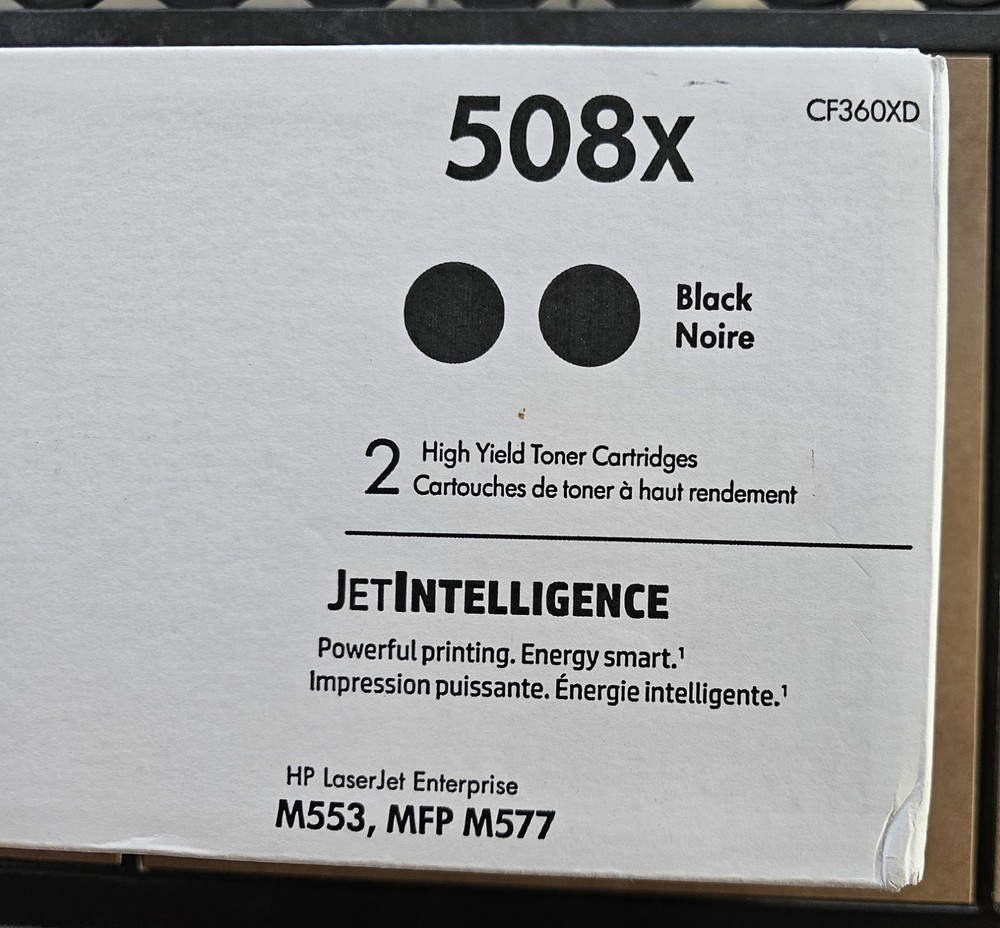 508X
CF360XD
Black
Noire
2 High Yield Toner Cartridges
Cartouches de toner à haut rendement
JETINTELLIGENCE
Powerful printing. Energy smart.¹
Impression puissante. Énergie intelligente.¹
HP LaserJet Enterprise
M553, MFP M577